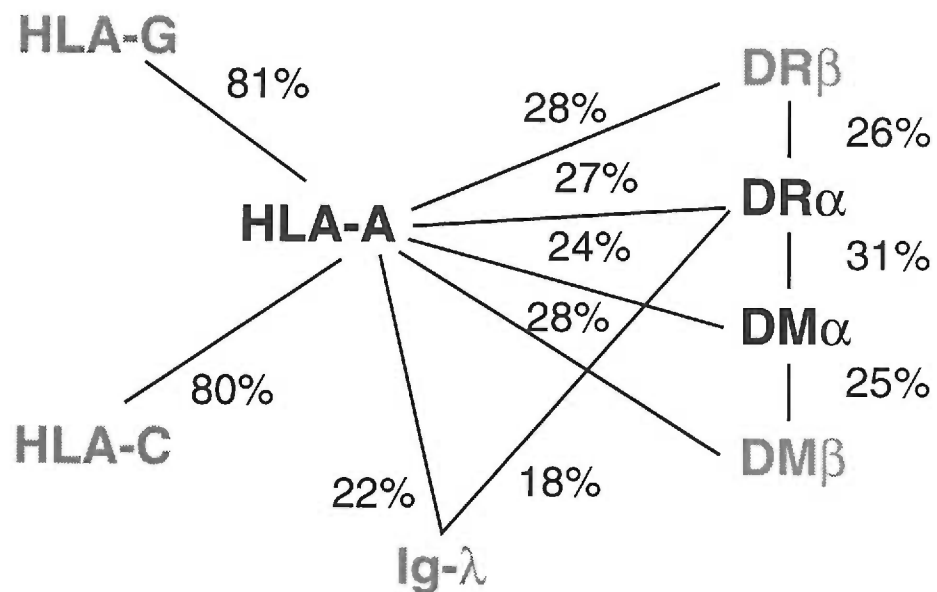 HLA-G
81%
HLA-A
80%
HLA-C
28%
27%
24%
28%
22%
18%
Ig-λ
DRβ
26%
DRα
31%
DMα
25%
DMβ